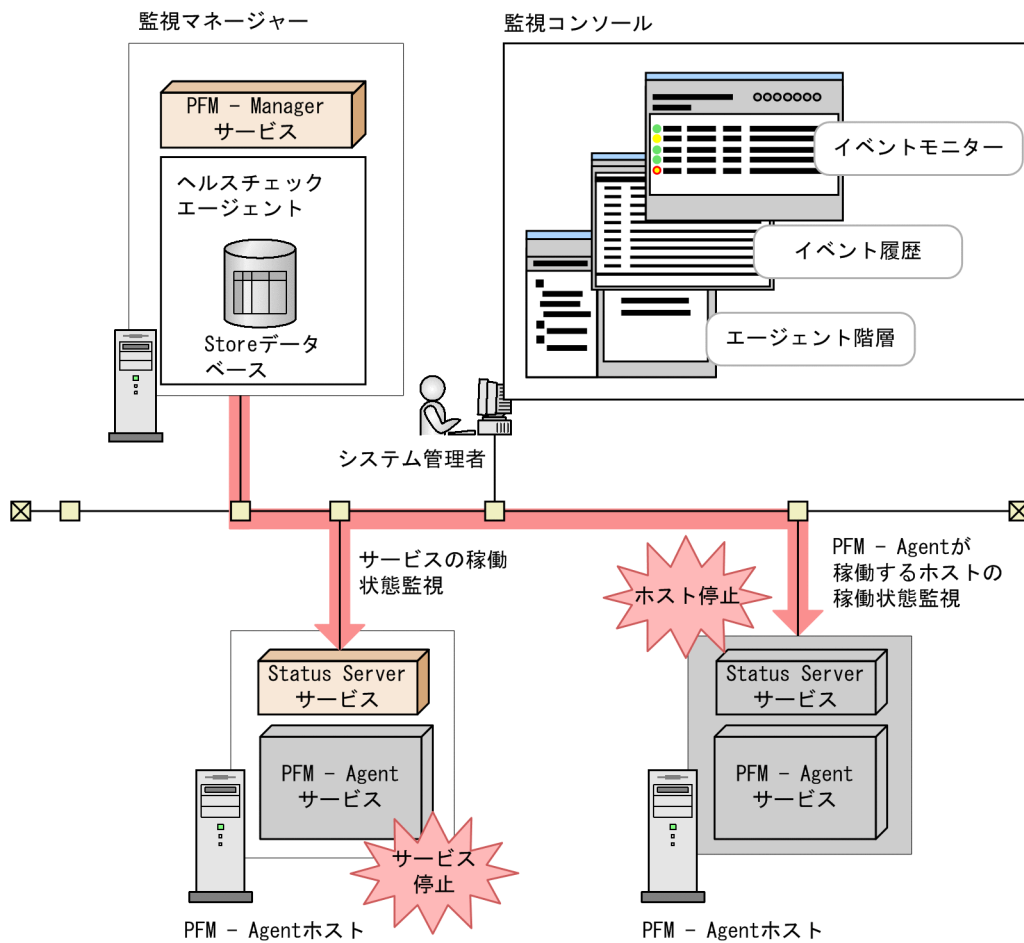 監視マネージャー
監視コンソール
PFM - Manager
サービス
ヘルスチェック
エージェント
Storeデータ
ベース
イベントモニター
イベント履歴
エージェント階層
システム管理者
サービスの稼働
状態監視
ホスト停止
PFM - Agentが
稼働するホストの
稼働状態監視
Status Server
サービス
PFM - Agent
サービス
サービス
停止
PFM - Agentホスト
Status Server
サービス
PFM - Agent
サービス
PFM - Agentホスト